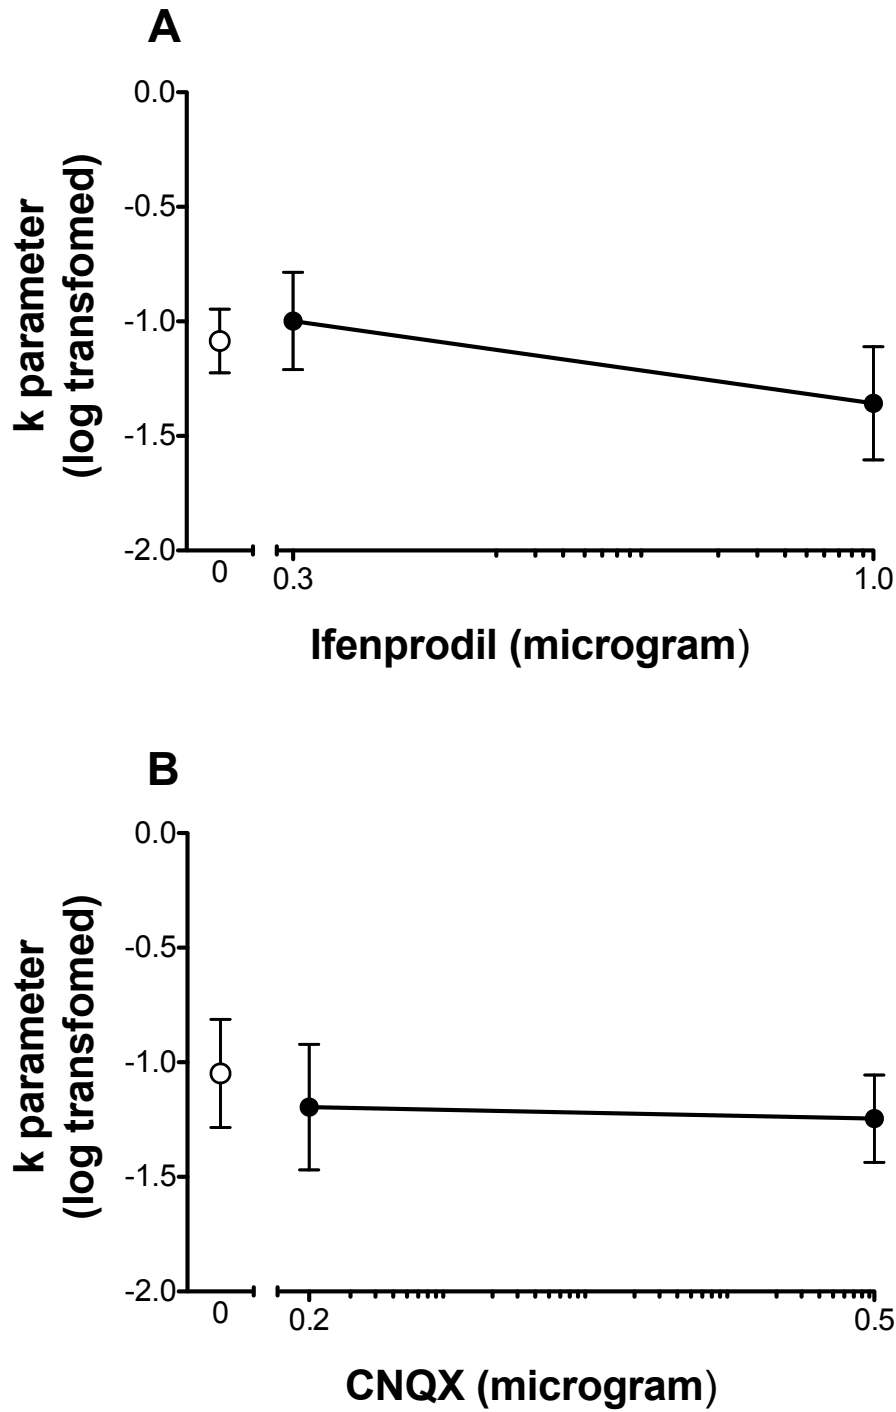 A
0.0
-0.5
-1.0
-1.5
-2.0
k parameter
(log transfomed)
0
0.3
1.0
Ifenprodil (microgram)
B
0.0
-0.5
-1.0
-1.5
-2.0
k parameter
(log transfomed)
0
0.2
0.5
CNQX (microgram)